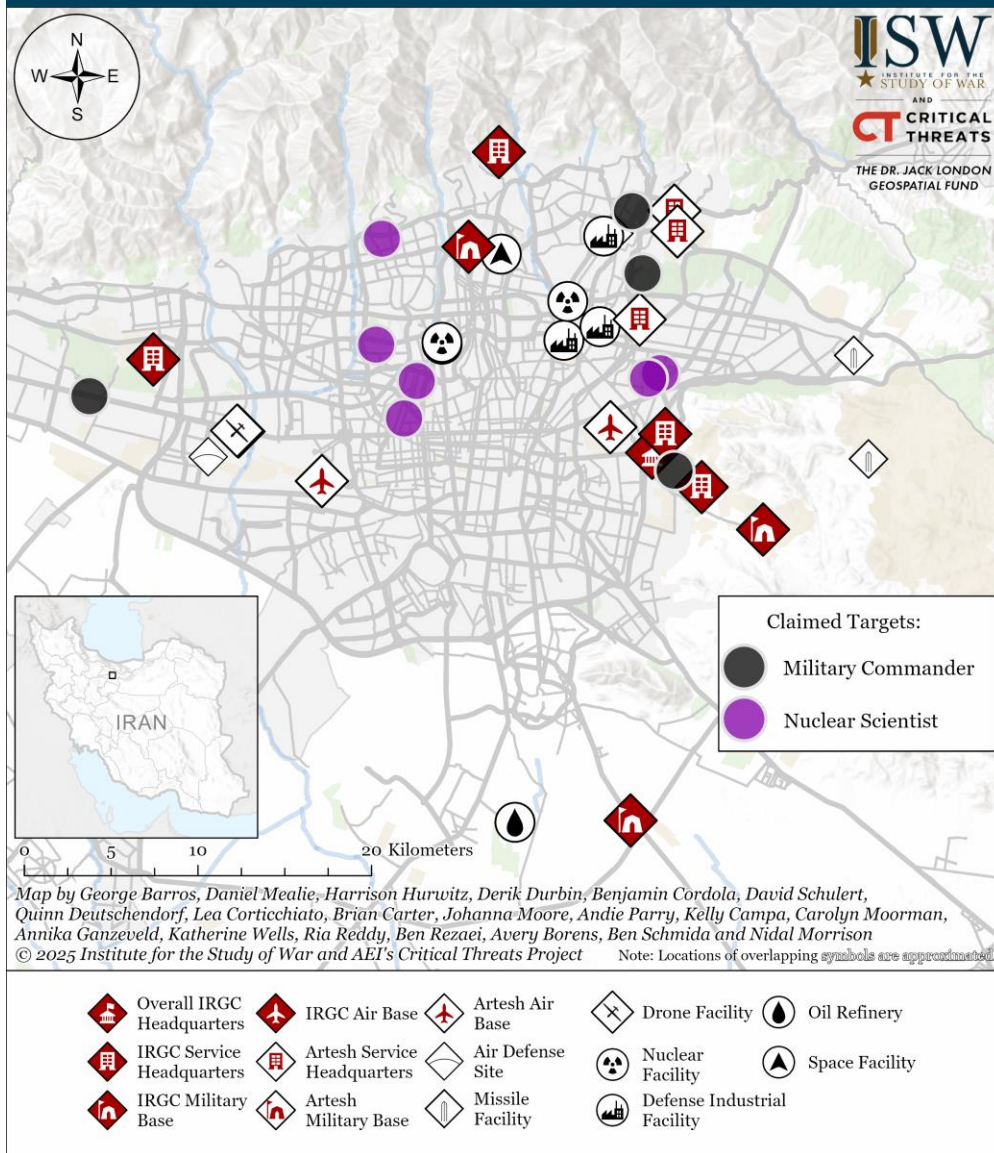 N
W E
S
ISW
INSTITUTE FOR THE
STUDY OF WAR
AND
CT CRITICAL
THREATS
THE DR. JACK LONDON
GEOSPATIAL FUND
Claimed Targets:
Military Commander
Nuclear Scientist
IRAN
0 5 10 20 Kilometers
Map by George Barros, Daniel Mealie, Harrison Hurwitz, Derik Durbin, Benjamin Cordola, David Schulert,
Quinn Deutschendorf, Lea Corticchiato, Brian Carter, Johanna Moore, Andie Parry, Kelly Campa, Carolyn Moorman,
Annika Ganzeveld, Katherine Wells, Ria Reddy, Ben Rezaei, Avery Borens, Ben Schmida and Nidal Morrison
© 2025 Institute for the Study of War and AEI's Critical Threats Project
Note: Locations of overlapping symbols are approximated
Overall IRGC
Headquarters
IRGC Service
Headquarters
IRGC Military
Base
IRGC Air Base
Artesh Service
Headquarters
Artesh
Military Base
Artesh Air
Base
Air Defense
Site
Missile
Facility
Drone Facility
Nuclear
Facility
Defense Industrial
Facility
Oil Refinery
Space Facility